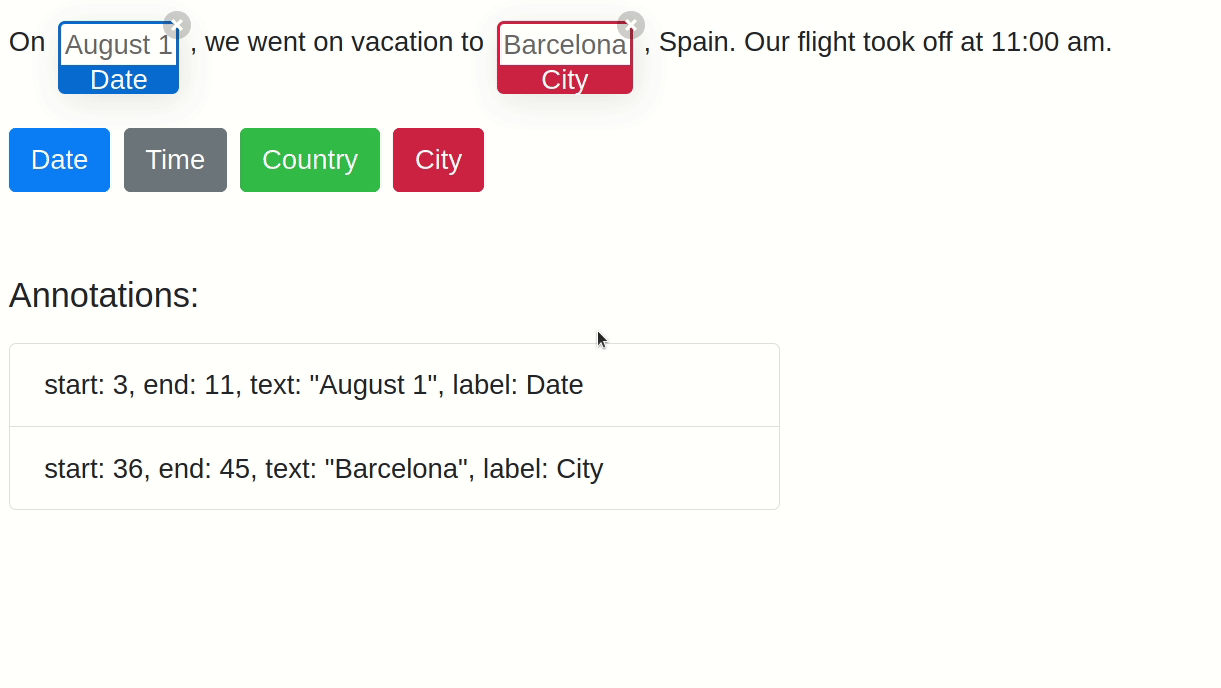 On August 1 , we went on vacation to Barcelona , Spain. Our flight took off at 11:00 am.
Date City
Date Time Country City
Annotations:
start: 3, end: 11, text: "August 1", label: Date
start: 36, end: 45, text: "Barcelona", label: City